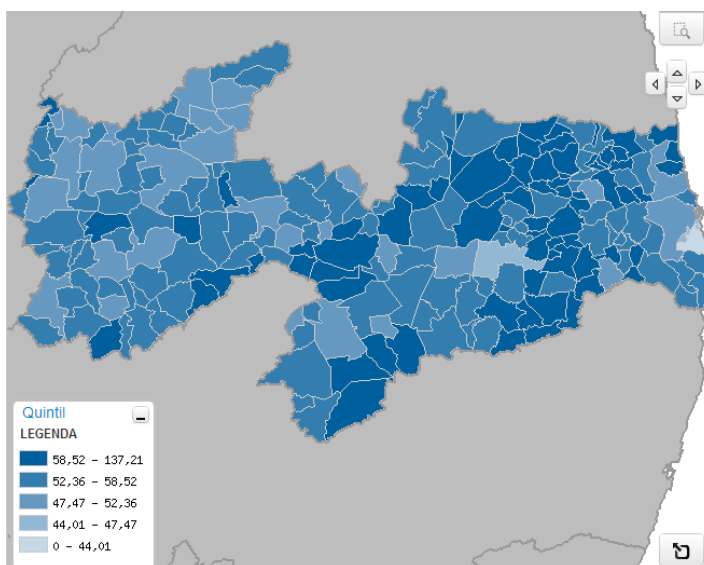 Quintil
LEGENDA
58,52 – 137,21
52,36 – 58,52
47,47 – 52,36
44,01 – 47,47
0 – 44,01